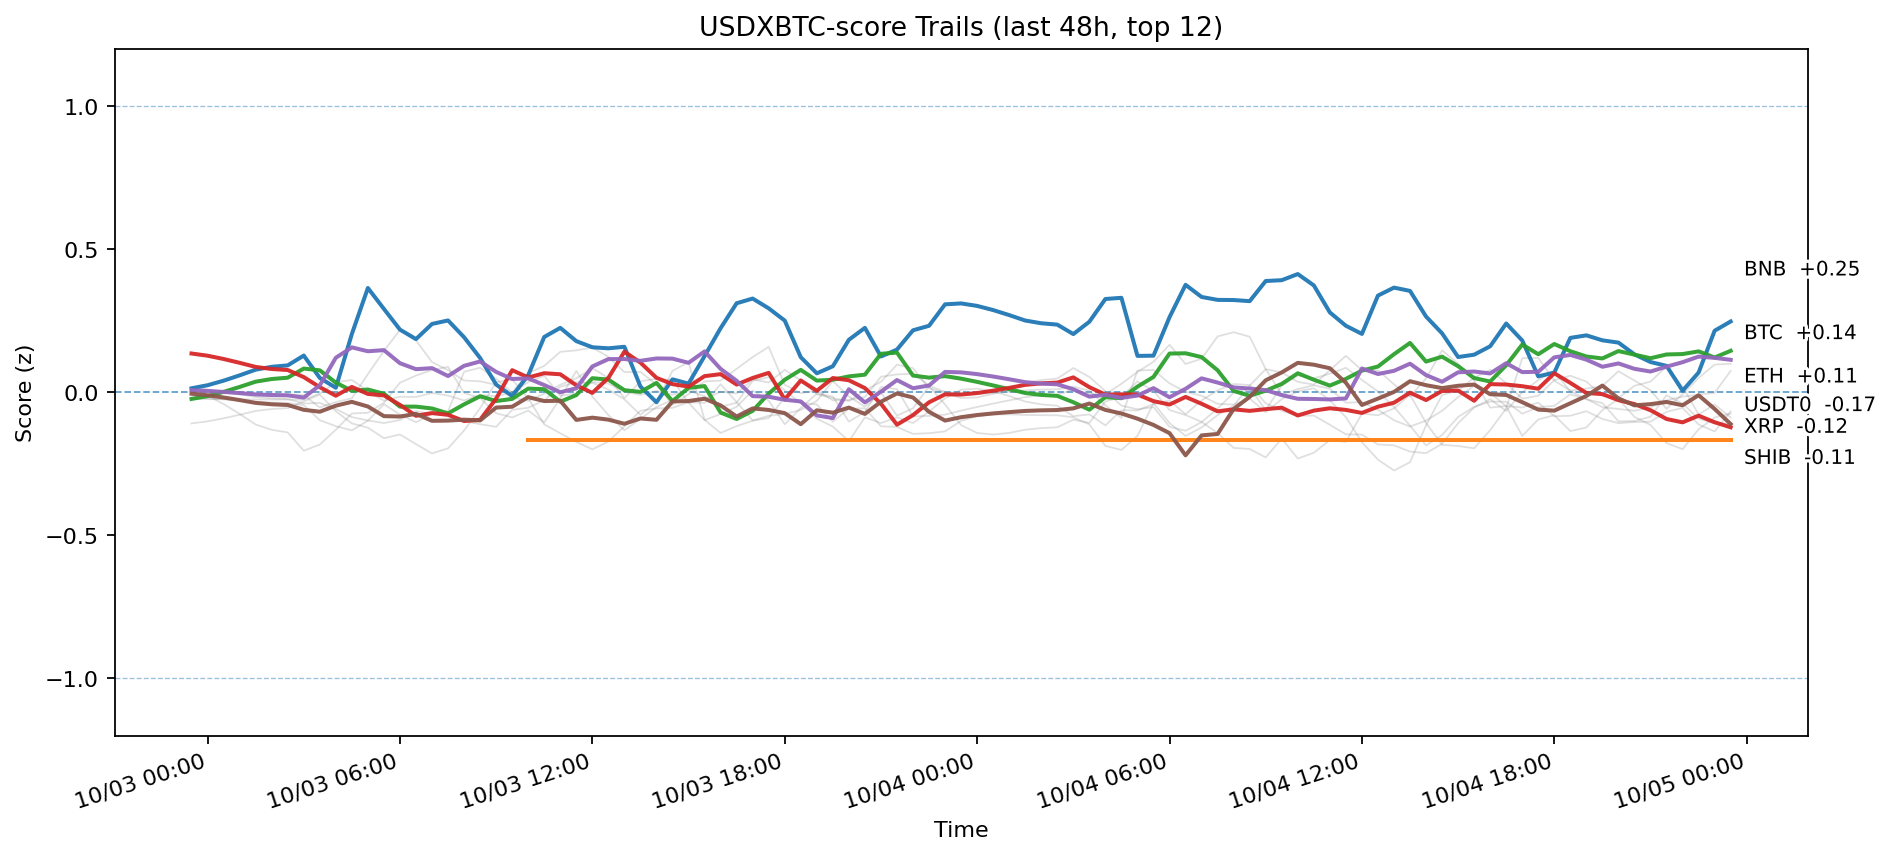 USDXBTC-score Trails (last 48h, top 12)
Score (z)
1.0
0.5
0.0
−0.5
−1.0
BNB  +0.25
BTC  +0.14
ETH  +0.11
USDT0  -0.17
XRP  -0.12
SHIB  -0.11
10/03 00:00
10/03 06:00
10/03 12:00
10/03 18:00
10/04 00:00
10/04 06:00
10/04 12:00
10/04 18:00
10/05 00:00
Time